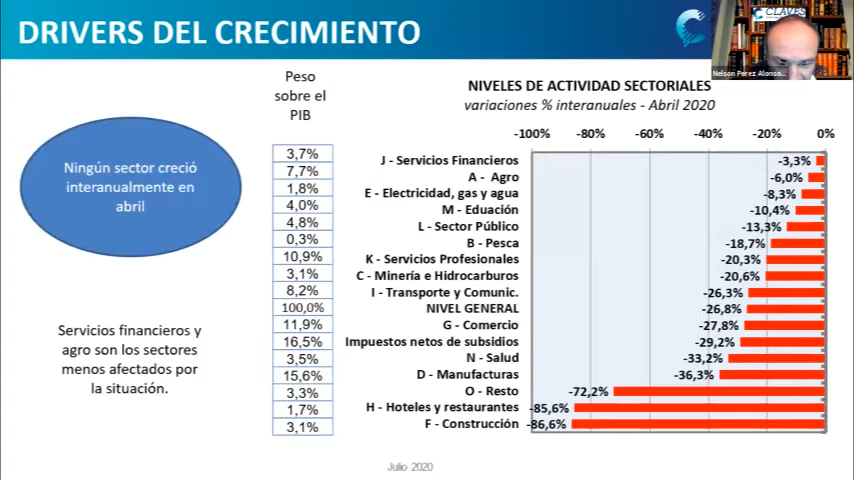 DRIVERS DEL CRECIMIENTO
CLAVES
Nelson Perez Alonso...
Peso
sobre el
PIB
NIVELES DE ACTIVIDAD SECTORIALES
variaciones % interanuales - Abril 2020
-100% -80% -60% -40% -20% 0%
Ningún sector creció
interanualmente en
abril
3,7% J - Servicios Financieros -3,3%
7,7% A - Agro -6,0%
1,8% E - Electricidad, gas y agua -8,3%
4,0% M - Eduación -10,4%
4,8% L - Sector Público -13,3%
0,3% B - Pesca -18,7%
10,9% K - Servicios Profesionales -20,3%
3,1% C - Minería e Hidrocarburos -20,6%
8,2% I - Transporte y Comunic. -26,3%
100,0% NIVEL GENERAL -26,8%
11,9% G - Comercio -27,8%
16,5% Impuestos netos de subsidios -29,2%
3,5% N - Salud -33,2%
15,6% D - Manufacturas -36,3%
3,3% O - Resto -72,2%
1,7% H - Hoteles y restaurantes -85,6%
3,1% F - Construcción -86,6%
Servicios financieros y
agro son los sectores
menos afectados por
la situación.
Julio 2020